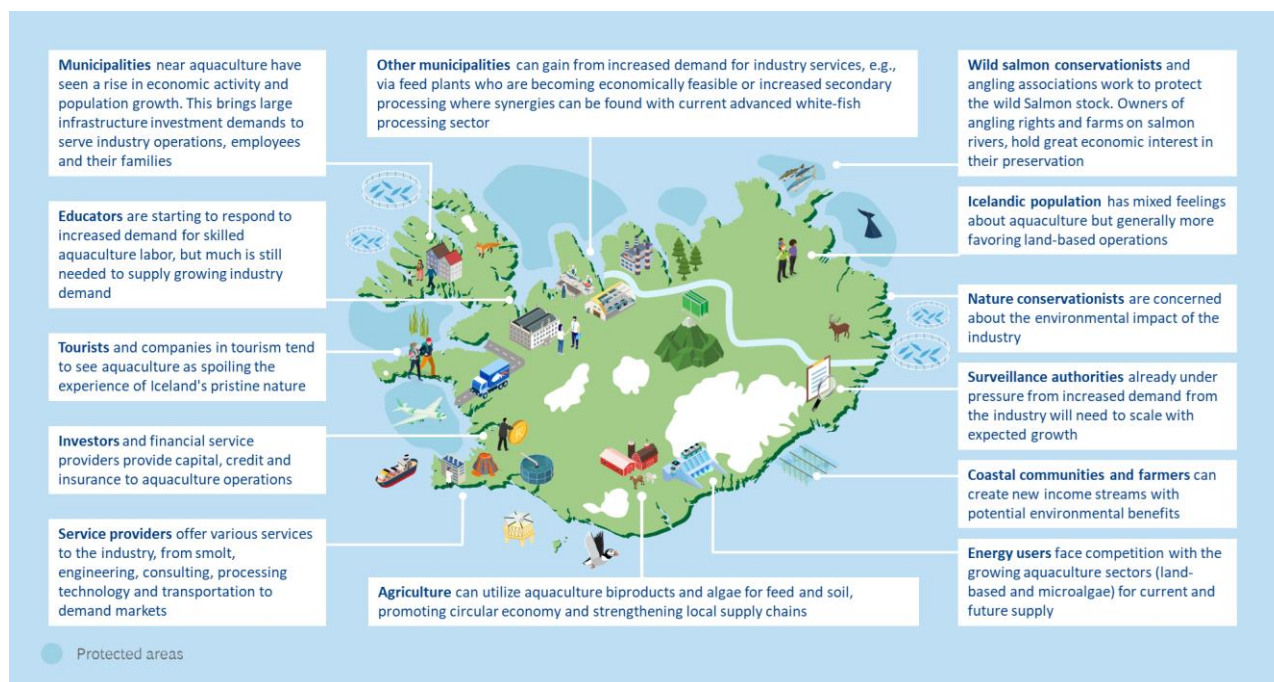 Municipalities near aquaculture have
seen a rise in economic activity and
population growth. This brings large
infrastructure investment demands to
serve industry operations, employees
and their families
Educators are starting to respond to
increased demand for skilled
aquaculture labor, but much is still
needed to supply growing industry
demand
Tourists and companies in tourism tend
to see aquaculture as spoiling the
experience of Iceland's pristine nature
Investors and financial service
providers provide capital, credit and
insurance to aquaculture operations
Service providers offer various services
to the industry, from smolt,
engineering, consulting, processing
technology and transportation to
demand markets
Other municipalities can gain from increased demand for industry services, e.g.,
via feed plants who are becoming economically feasible or increased secondary
processing where synergies can be found with current advanced white-fish
processing sector
Agriculture can utilize aquaculture biproducts and algae for feed and soil,
promoting circular economy and strengthening local supply chains
Wild salmon conservationists and
angling associations work to protect
the wild Salmon stock. Owners of
angling rights and farms on salmon
rivers, hold great economic interest in
their preservation
Icelandic population has mixed feelings
about aquaculture but generally more
favoring land-based operations
Nature conservationists are concerned
about the environmental impact of the
industry
Surveillance authorities already under
pressure from increased demand from
the industry will need to scale with
expected growth
Coastal communities and farmers can
create new income streams with
potential environmental benefits
Energy users face competition with the
growing aquaculture sectors (land-
based and microalgae) for current and
future supply
Protected areas